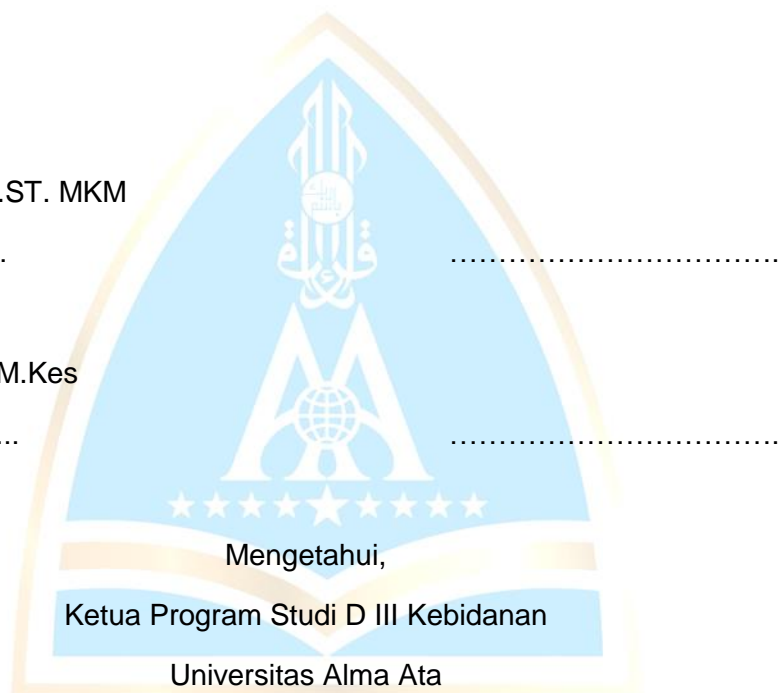 .ST. MKM
. …………………………….
M.Kes
.. …………………………….
Mengetahui,
Ketua Program Studi D III Kebidanan
Universitas Alma Ata